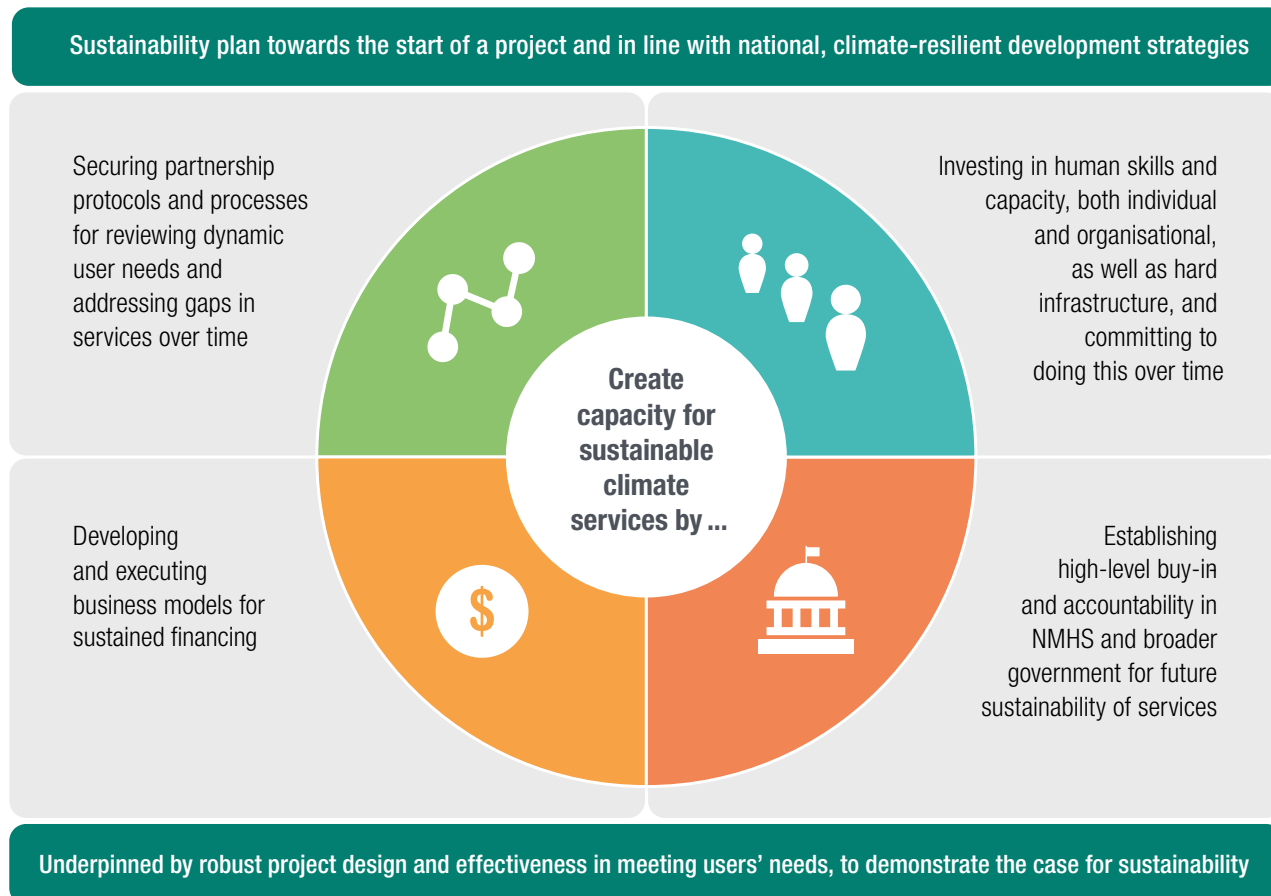 Sustainability plan towards the start of a project and in line with national, climate-resilient development strategies
Securing partnership
protocols and processes
for reviewing dynamic
user needs and
addressing gaps in
services over time
Investing in human skills and
capacity, both individual
and organisational,
as well as hard
infrastructure, and
committing to
doing this over time
Create
capacity for
sustainable
climate
services by ...
Developing
and executing
business models for
sustained financing
$
Establishing
high-level buy-in
and accountability in
NMHS and broader
government for future
sustainability of services
Underpinned by robust project design and effectiveness in meeting users’ needs, to demonstrate the case for sustainability